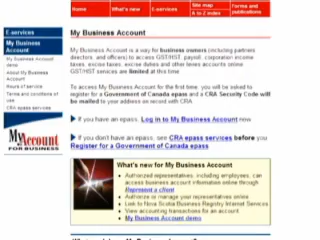 Home
What's new
E-services
Site map
A to Z index
Forms and publications
E-services
My Business Account
My Business Account demo
About My Business Account
Hours of service
Terms and conditions of use
CRA epass services
My Account
FOR BUSINESS
My Business Account
My Business Account is a way for business owners (including partners
directors and officers) to access GST/HST payroll corporation income
taxes, excise taxes, excise duties and other levies accounts online
GST/HST services are limited at this time
To access My Business Account for the first time you will be asked to
register for a Government of Canada epass and a CRA Security Code will
be mailed to your address on record with CRA.
If you have an epass, Log in to My Business Account now
If you don't have an epass, see CRA epass services before you
Register for a Government of Canada epass
What's new for My Business Account
Authorized representatives, including employees, can
access business account information online through
Represent a client
Authorize or manage your representatives online
Link to Nova Scotia Business Registry Internet Services
View accounting transactions for an account
My Business Account demo